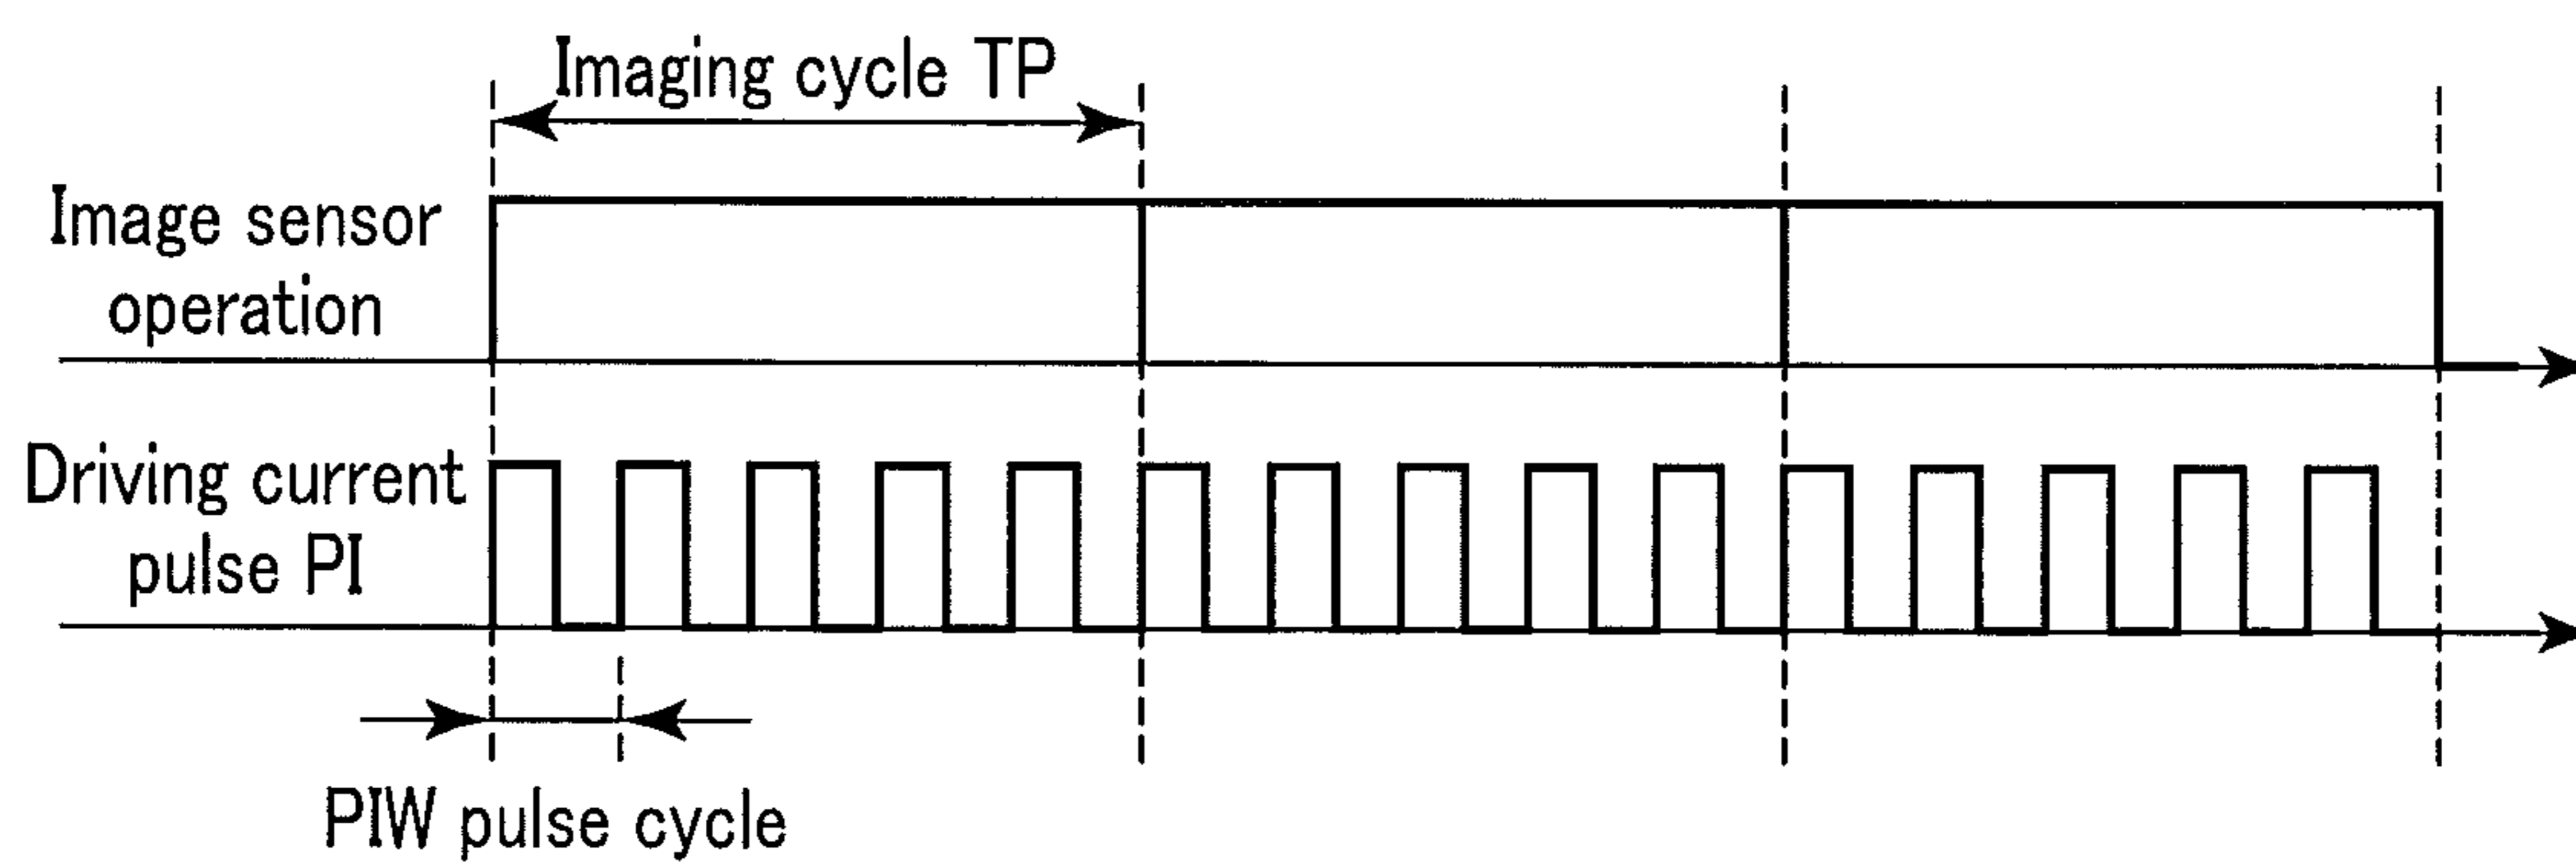 Imaging cycle TP
Image sensor
operation
Driving current
pulse PI
PIW pulse cycle